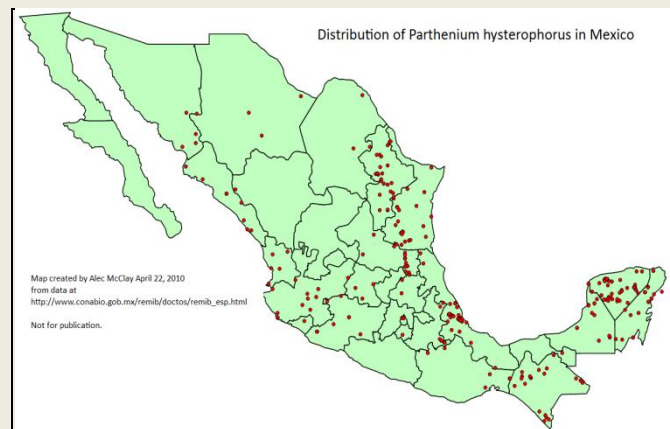 Distribution of Parthenium hysterophorus in Mexico
Map created by Alec McClay April 22, 2010
from data at
http://www.conabio.gob.mx/remib/doctos/remib_esp.html
Not for publication.